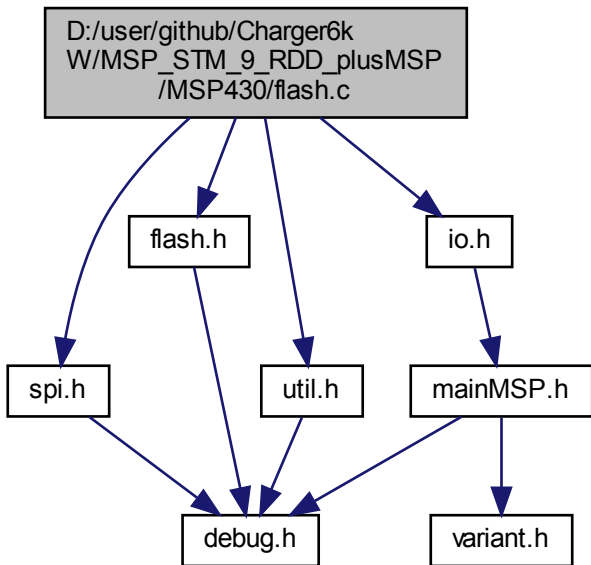 D:/user/github/Charger6k
W/MSP_STM_9_RDD_plusMSP
/MSP430/flash.c
flash.h
io.h
spi.h
util.h
mainMSP.h
debug.h
variant.h